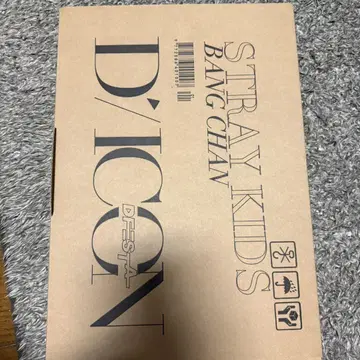 STRAY KIDS
BANG CHAN
D'/ICON
DFESTA